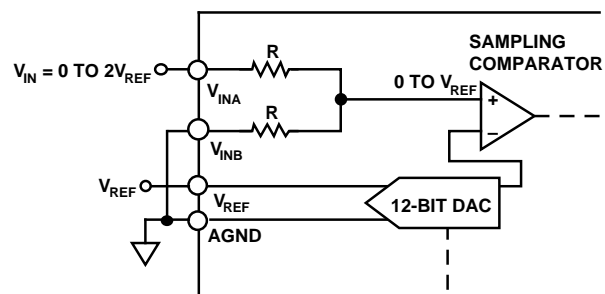 SAMPLING
COMPARATOR
R
V_IN = 0 TO 2V_REF
V_INA
0 TO V_REF
+
R
–
V_INB
V_REF
V_REF
12-BIT DAC
AGND